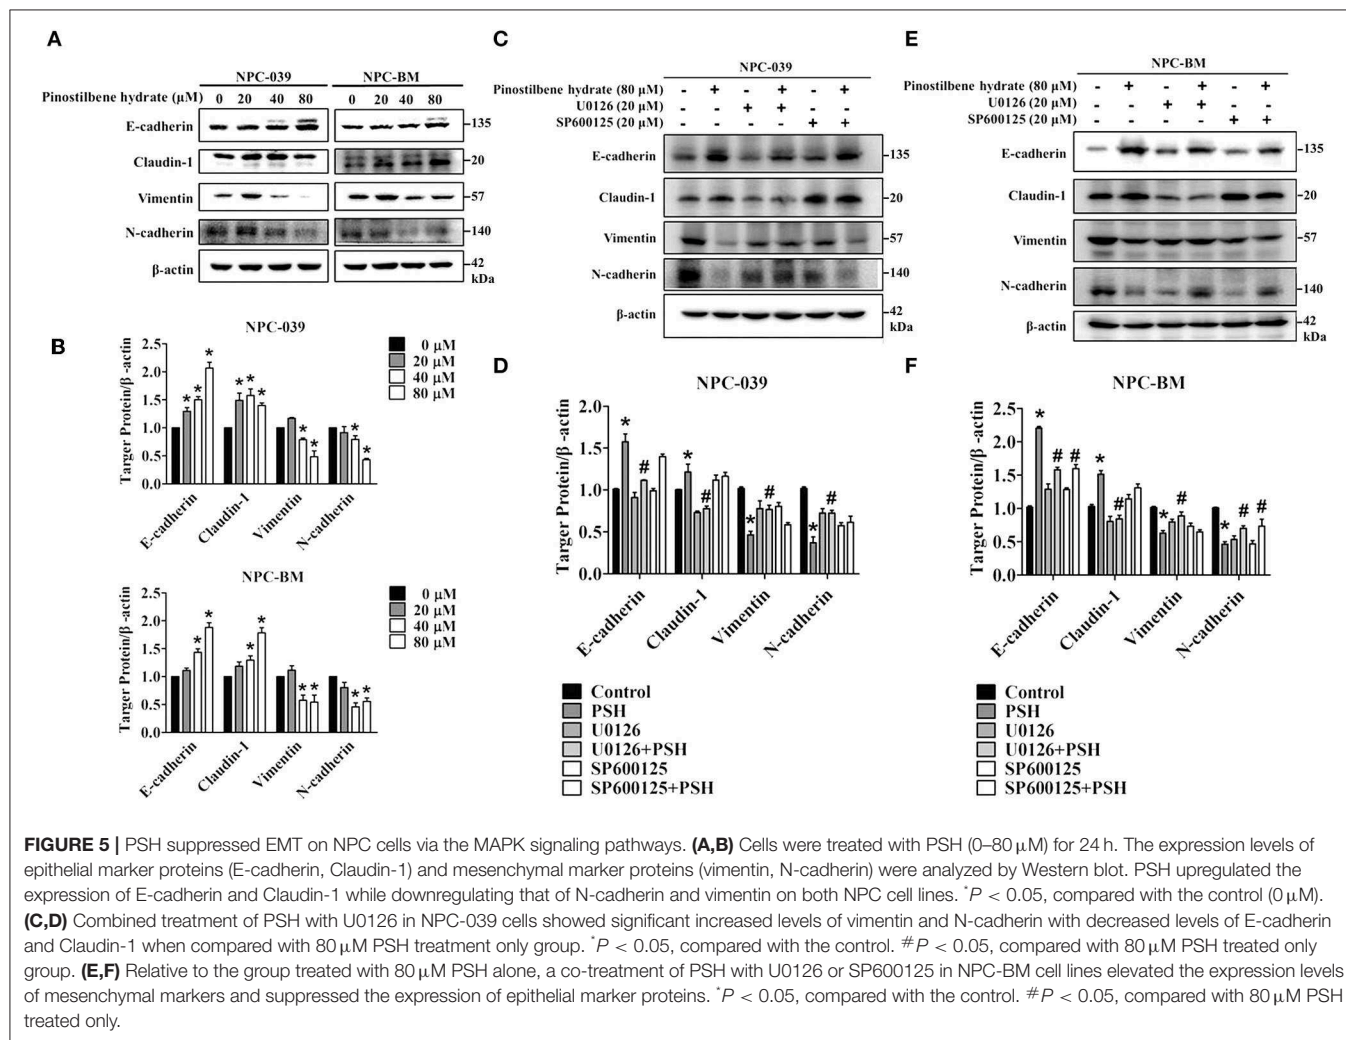 A
NPC-039 NPC-BM
Pinostilbene hydrate (μM) 0 20 40 80 0 20 40 80
E-cadherin 135
Claudin-1 20
Vimentin 57
N-cadherin 140
β-actin 42
kDa
C
NPC-039
Pinostilbene hydrate (80 μM) - + - + - +
U0126 (20 μM) - - + + - -
SP600125 (20 μM) - - - - + +
E-cadherin 135
Claudin-1 20
Vimentin 57
N-cadherin 140
β-actin 42
kDa
E
NPC-BM
Pinostilbene hydrate (80 μM) - + - + - +
U0126 (20 μM) - - + + - -
SP600125 (20 μM) - - - - + +
E-cadherin 135
Claudin-1 20
Vimentin 57
N-cadherin 140
β-actin 42
kDa
B
NPC-039
Targer Protein/β -actin
2.5
2.0
1.5
1.0
0.5
0.0
* * * * * * * * * *
E-cadherin Claudin-1 Vimentin N-cadherin
0 μM
20 μM
40 μM
80 μM
NPC-BM
Targer Protein/β -actin
2.5
2.0
1.5
1.0
0.5
0.0
* * * * * * * *
E-cadherin Claudin-1 Vimentin N-cadherin
0 μM
20 μM
40 μM
80 μM
D
NPC-039
Targer Protein/β -actin
2.0
1.5
1.0
0.5
0.0
* # * # * # * #
E-cadherin Claudin-1 Vimentin N-cadherin
Control
PSH
U0126
U0126+PSH
SP600125
SP600125+PSH
F
NPC-BM
Targer Protein/β -actin
2.5
2.0
1.5
1.0
0.5
0.0
* # # * # * # * # #
E-cadherin Claudin-1 Vimentin N-cadherin
Control
PSH
U0126
U0126+PSH
SP600125
SP600125+PSH
FIGURE 5 | PSH suppressed EMT on NPC cells via the MAPK signaling pathways. (A,B) Cells were treated with PSH (0–80 μM) for 24 h. The expression levels of
epithelial marker proteins (E-cadherin, Claudin-1) and mesenchymal marker proteins (vimentin, N-cadherin) were analyzed by Western blot. PSH upregulated the
expression of E-cadherin and Claudin-1 while downregulating that of N-cadherin and vimentin on both NPC cell lines. *P < 0.05, compared with the control (0 μM).
(C,D) Combined treatment of PSH with U0126 in NPC-039 cells showed significant increased levels of vimentin and N-cadherin with decreased levels of E-cadherin
and Claudin-1 when compared with 80 μM PSH treatment only group. *P < 0.05, compared with the control. #P < 0.05, compared with 80 μM PSH treated only
group. (E,F) Relative to the group treated with 80 μM PSH alone, a co-treatment of PSH with U0126 or SP600125 in NPC-BM cell lines elevated the expression levels
of mesenchymal markers and suppressed the expression of epithelial marker proteins. *P < 0.05, compared with the control. #P < 0.05, compared with 80 μM PSH
treated only.